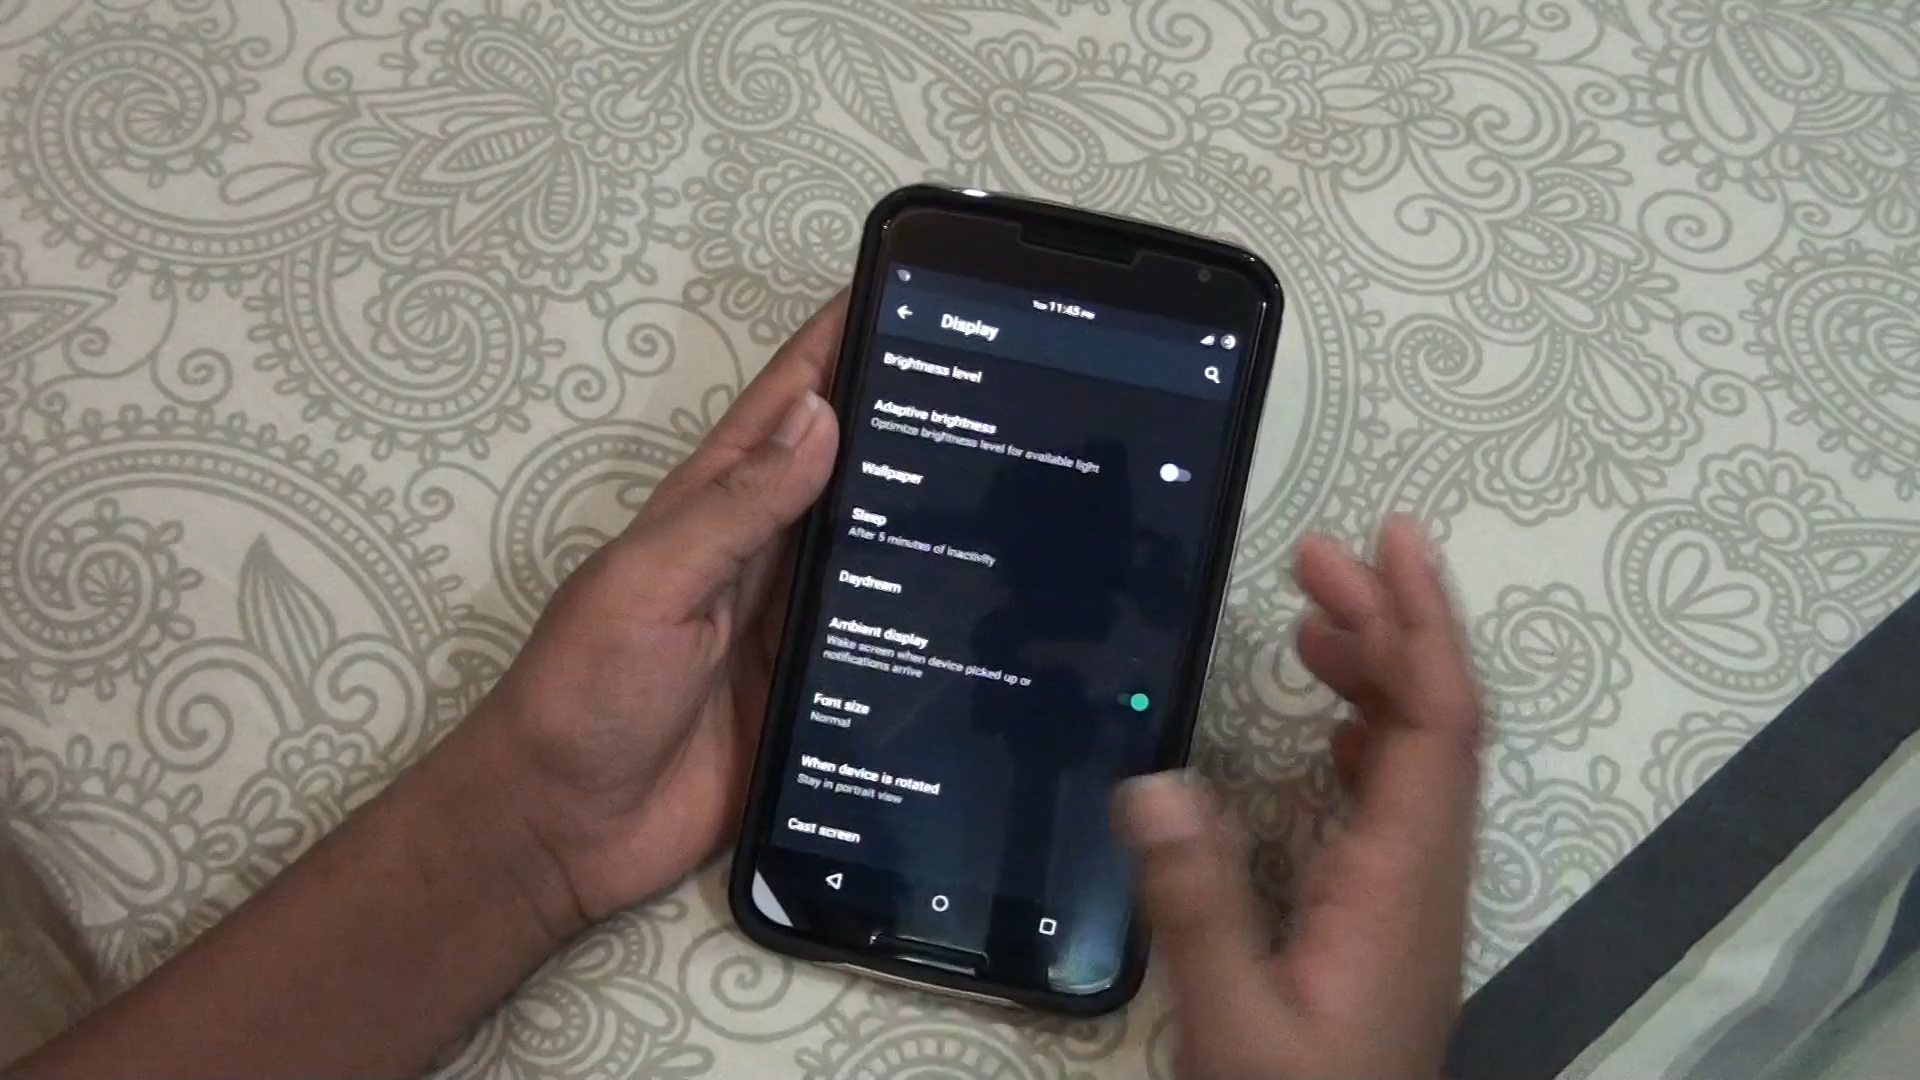 Tue 11:45 PM
Display
Brightness level
Adaptive brightness
Optimize brightness level for available light
Wallpaper
Sleep
After 5 minutes of inactivity
Daydream
Ambient display
Wake screen when device picked up or
notifications arrive
Font size
Normal
When device is rotated
Stay in portrait view
Cast screen